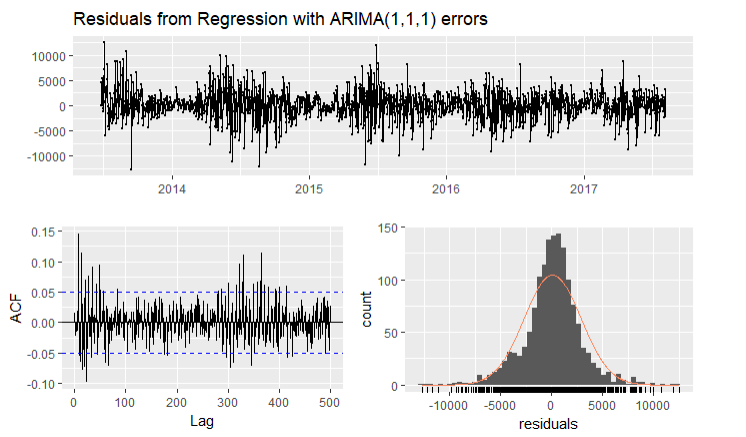 Residuals from Regression with ARIMA(1,1,1) errors
10000
5000
0
-5000
-10000
2014 2015 2016 2017
ACF
0.15
0.10
0.05
0.00
-0.05
-0.10
0 100 200 300 400 500
Lag
count
150
100
50
0
-10000 -5000 0 5000 10000
residuals